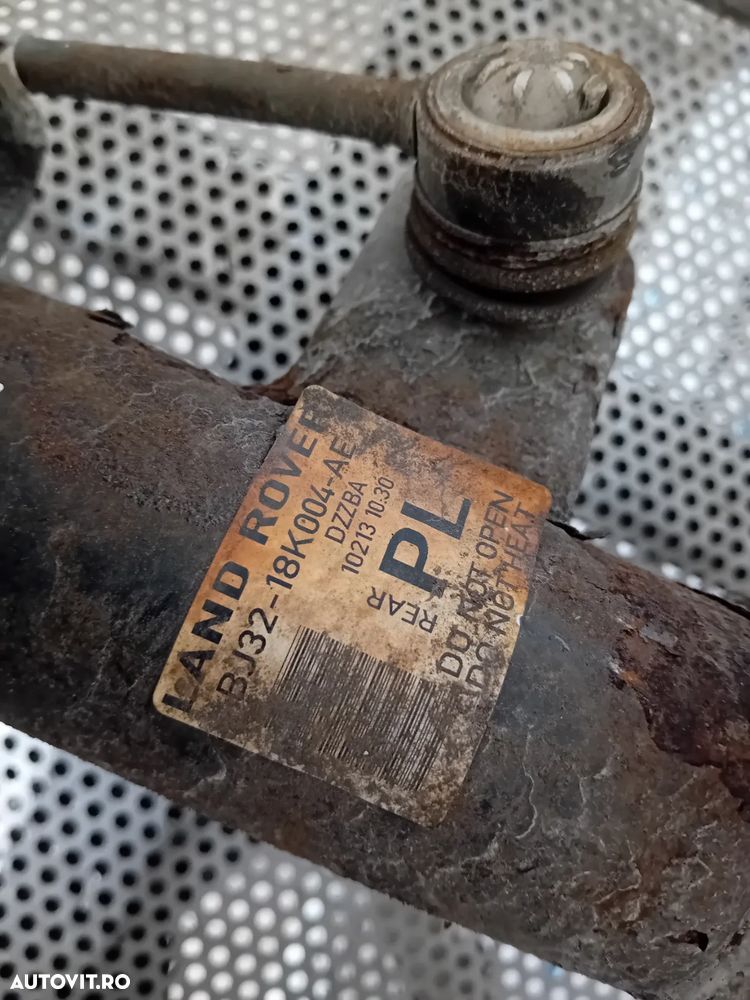 LAND ROVER
BJ32-18K004-AE
DZZBA
10213 10.30
REAR
PL
DO NOT OPEN
DO NOT HEAT
AUTOVIT.RO